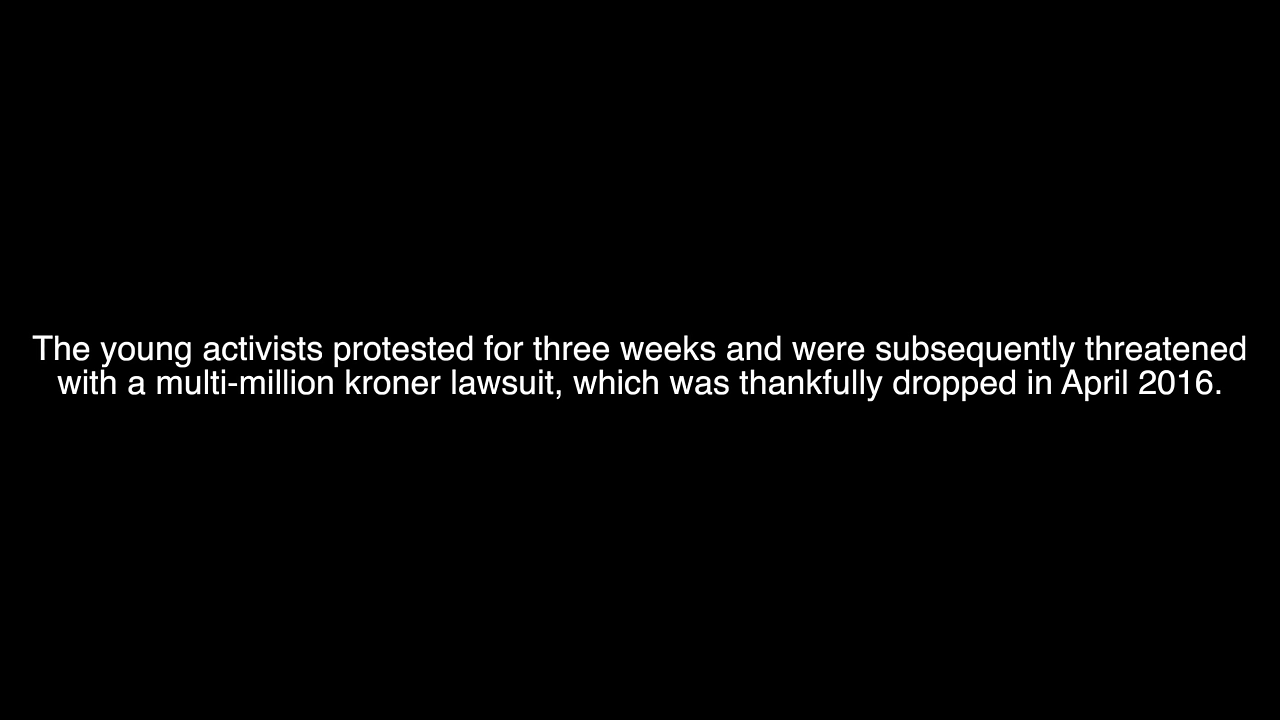 The young activists protested for three weeks and were subsequently threatened
with a multi-million kroner lawsuit, which was thankfully dropped in April 2016.